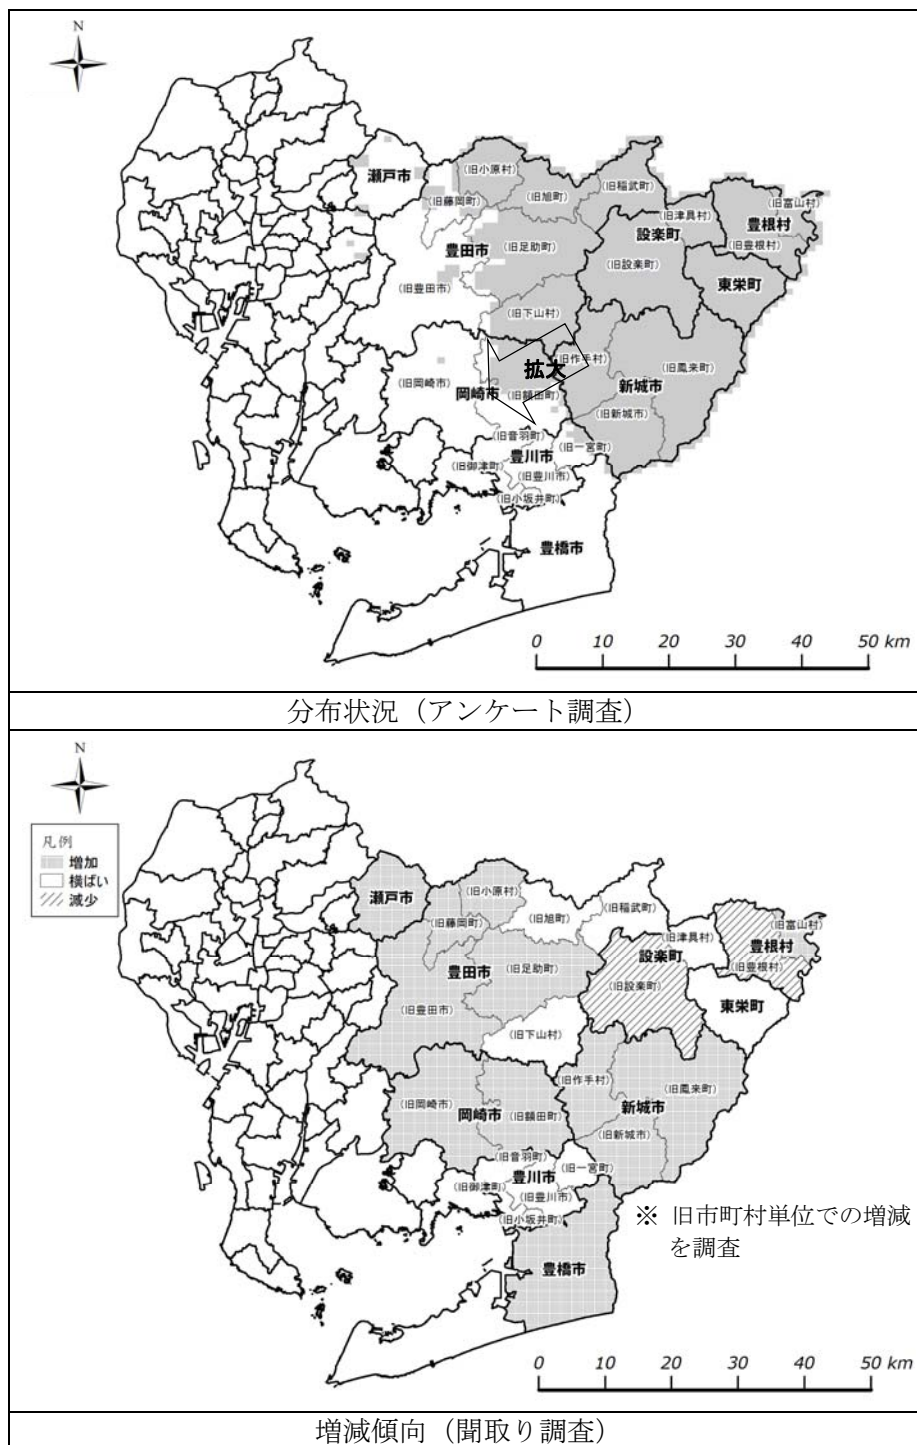 N
瀬戸市
(旧小原村)
(旧藤岡町)
(旧旭町)
(旧稲武町)
(旧津具村)
(旧富山村)
豊根村
(旧豊根村)
設楽町
(旧設楽町)
豊田市
(旧足助町)
(旧豊田市)
東栄町
(旧下山村)
拡大
(旧作手村)
(旧鳳来町)
新城市
(旧岡崎市)
岡崎市
(旧額田町)
(旧新城市)
(旧音羽町)
(旧一宮町)
豊川市
(旧御津町)
(旧豊川市)
(旧小坂井町)
豊橋市
0 10 20 30 40 50 km
分布状況（アンケート調査）
N
凡例
増加
横ばい
減少
瀬戸市
(旧小原村)
(旧藤岡町)
(旧旭町)
(旧稲武町)
(旧津具村)
(旧富山村)
豊根村
(旧豊根村)
設楽町
(旧設楽町)
豊田市
(旧足助町)
(旧豊田市)
東栄町
(旧下山村)
(旧作手村)
(旧鳳来町)
新城市
(旧岡崎市)
岡崎市
(旧額田町)
(旧新城市)
(旧音羽町)
(旧一宮町)
豊川市
(旧御津町)
(旧豊川市)
(旧小坂井町)
豊橋市
※ 旧市町村単位での増減
を調査
0 10 20 30 40 50 km
増減傾向（聞取り調査）